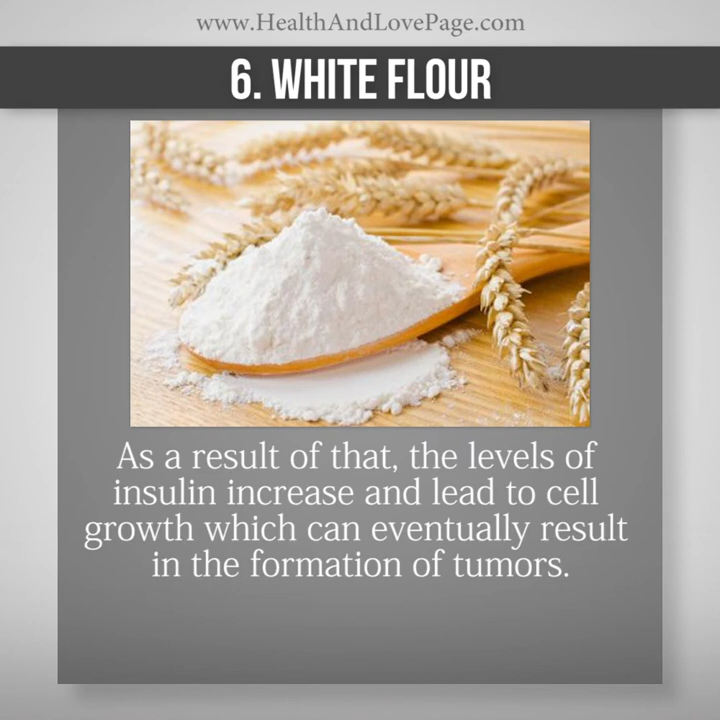 www.HealthAndLovePage.com
6. WHITE FLOUR
As a result of that, the levels of
insulin increase and lead to cell
growth which can eventually result
in the formation of tumors.